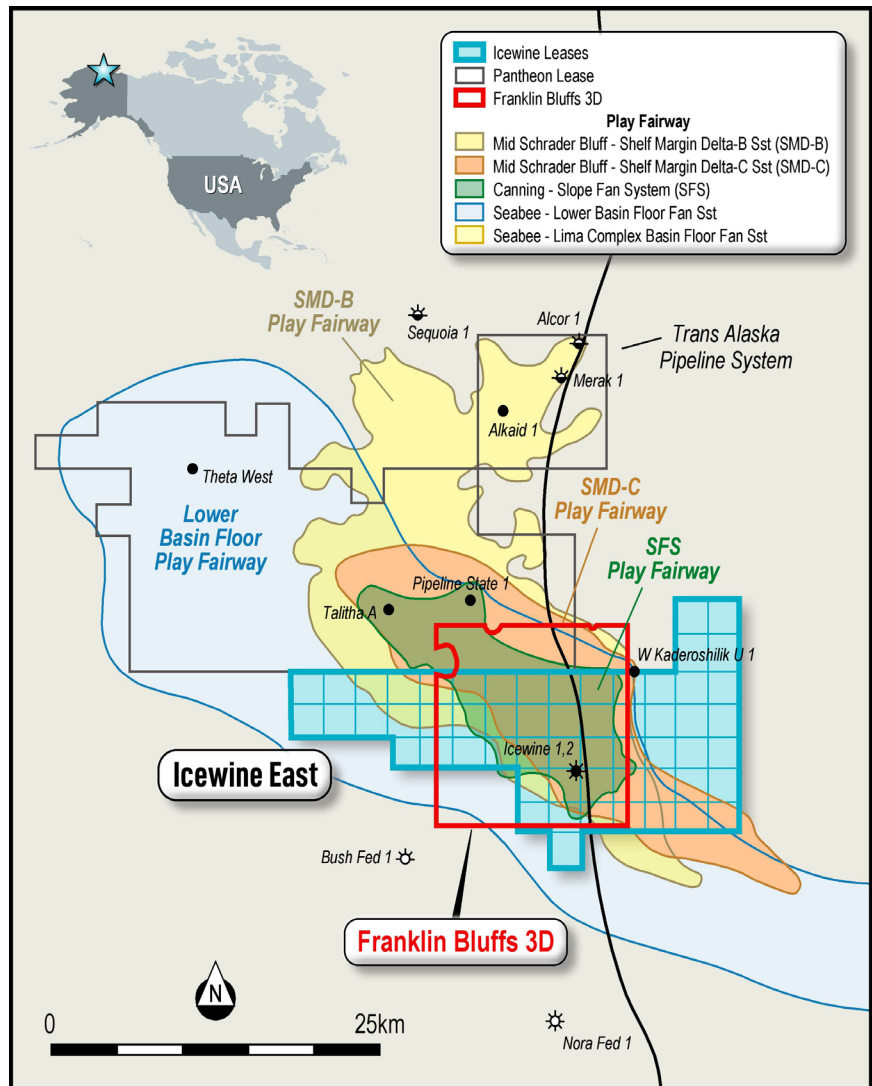 USA
Icewine Leases
Pantheon Lease
Franklin Bluffs 3D
Play Fairway
Mid Schrader Bluff - Shelf Margin Delta-B Sst (SMD-B)
Mid Schrader Bluff - Shelf Margin Delta-C Sst (SMD-C)
Canning - Slope Fan System (SFS)
Seabee - Lower Basin Floor Fan Sst
Seabee - Lima Complex Basin Floor Fan Sst
SMD-B
Play Fairway
Sequoia 1
Alcor 1
Trans Alaska
Pipeline System
Merak 1
Alkaid 1
Theta West
SMD-C
Play Fairway
Lower
Basin Floor
Play Fairway
SFS
Play Fairway
Pipeline State 1
Talitha A
W Kaderoshilik U 1
Icewine 1,2
Icewine East
Bush Fed 1
Franklin Bluffs 3D
N
0
25km
Nora Fed 1